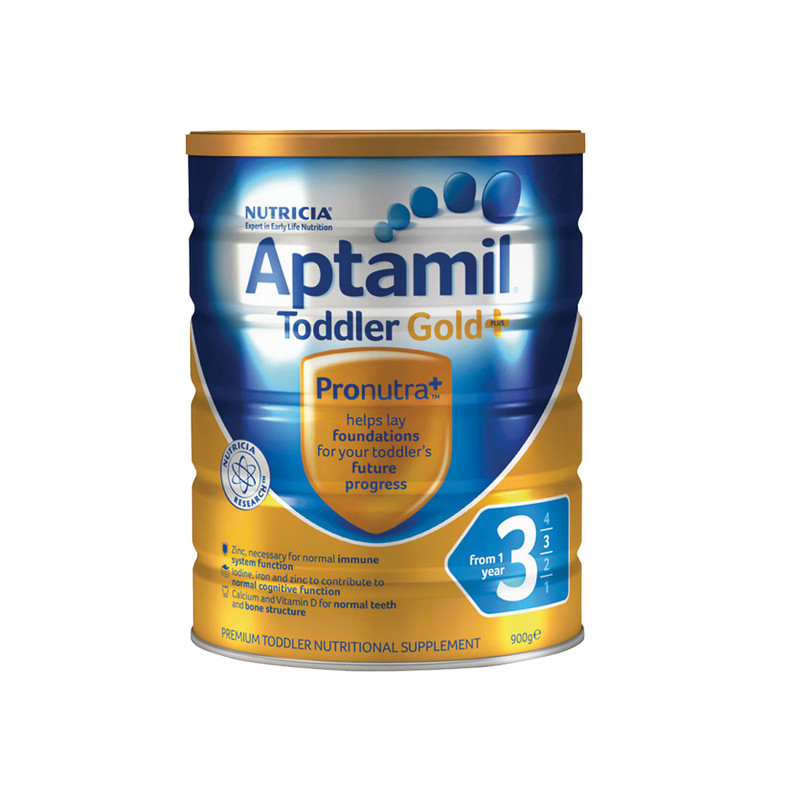 NUTRICIA®
Expert in Early Life Nutrition
Aptamil®
Toddler Gold+
PLUS
Pronutra+™
helps lay
foundations
for your toddler's
future
progress
NUTRICIA
RESEARCH™
Zinc, necessary for normal immune
system function
Iodine, iron and zinc to contribute to
normal cognitive function
Calcium and Vitamin D for normal teeth
and bone structure
from 1
year
3
4
3
2
1
PREMIUM TODDLER NUTRITIONAL SUPPLEMENT
900g℮